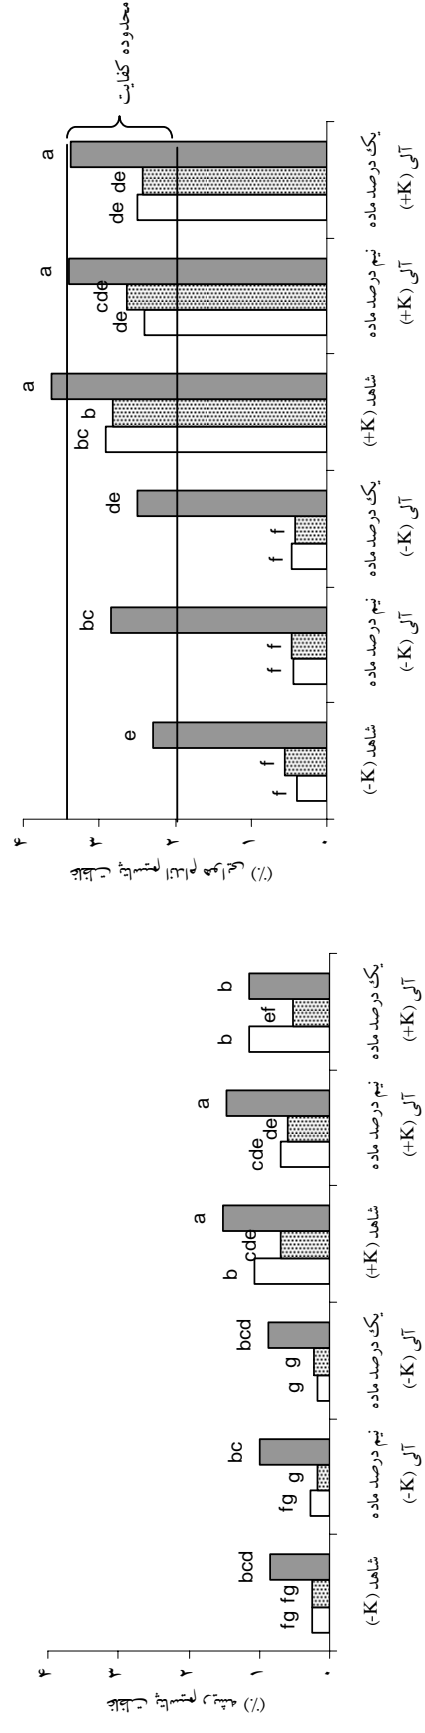 غلظت پتاسیم ریشه (٪)
۴
۳
۲
۱
۰
fg fg bcd
fg g bc
g g bcd
b cde a
cde de a
b ef b
شاهد (-K)
نیم درصد ماده
آلی (-K)
یک درصد ماده
آلی (-K)
شاهد (+K)
نیم درصد ماده
آلی (+K)
یک درصد ماده
آلی (+K)
غلظت پتاسیم اندام هوایی (٪)
۴
۳
۲
۱
۰
محدوده کفایت
f f e
f f bc
f f de
bc b a
de cde a
de de a
شاهد (-K)
نیم درصد ماده
آلی (-K)
یک درصد ماده
آلی (-K)
شاهد (+K)
نیم درصد ماده
آلی (+K)
یک درصد ماده
آلی (+K)